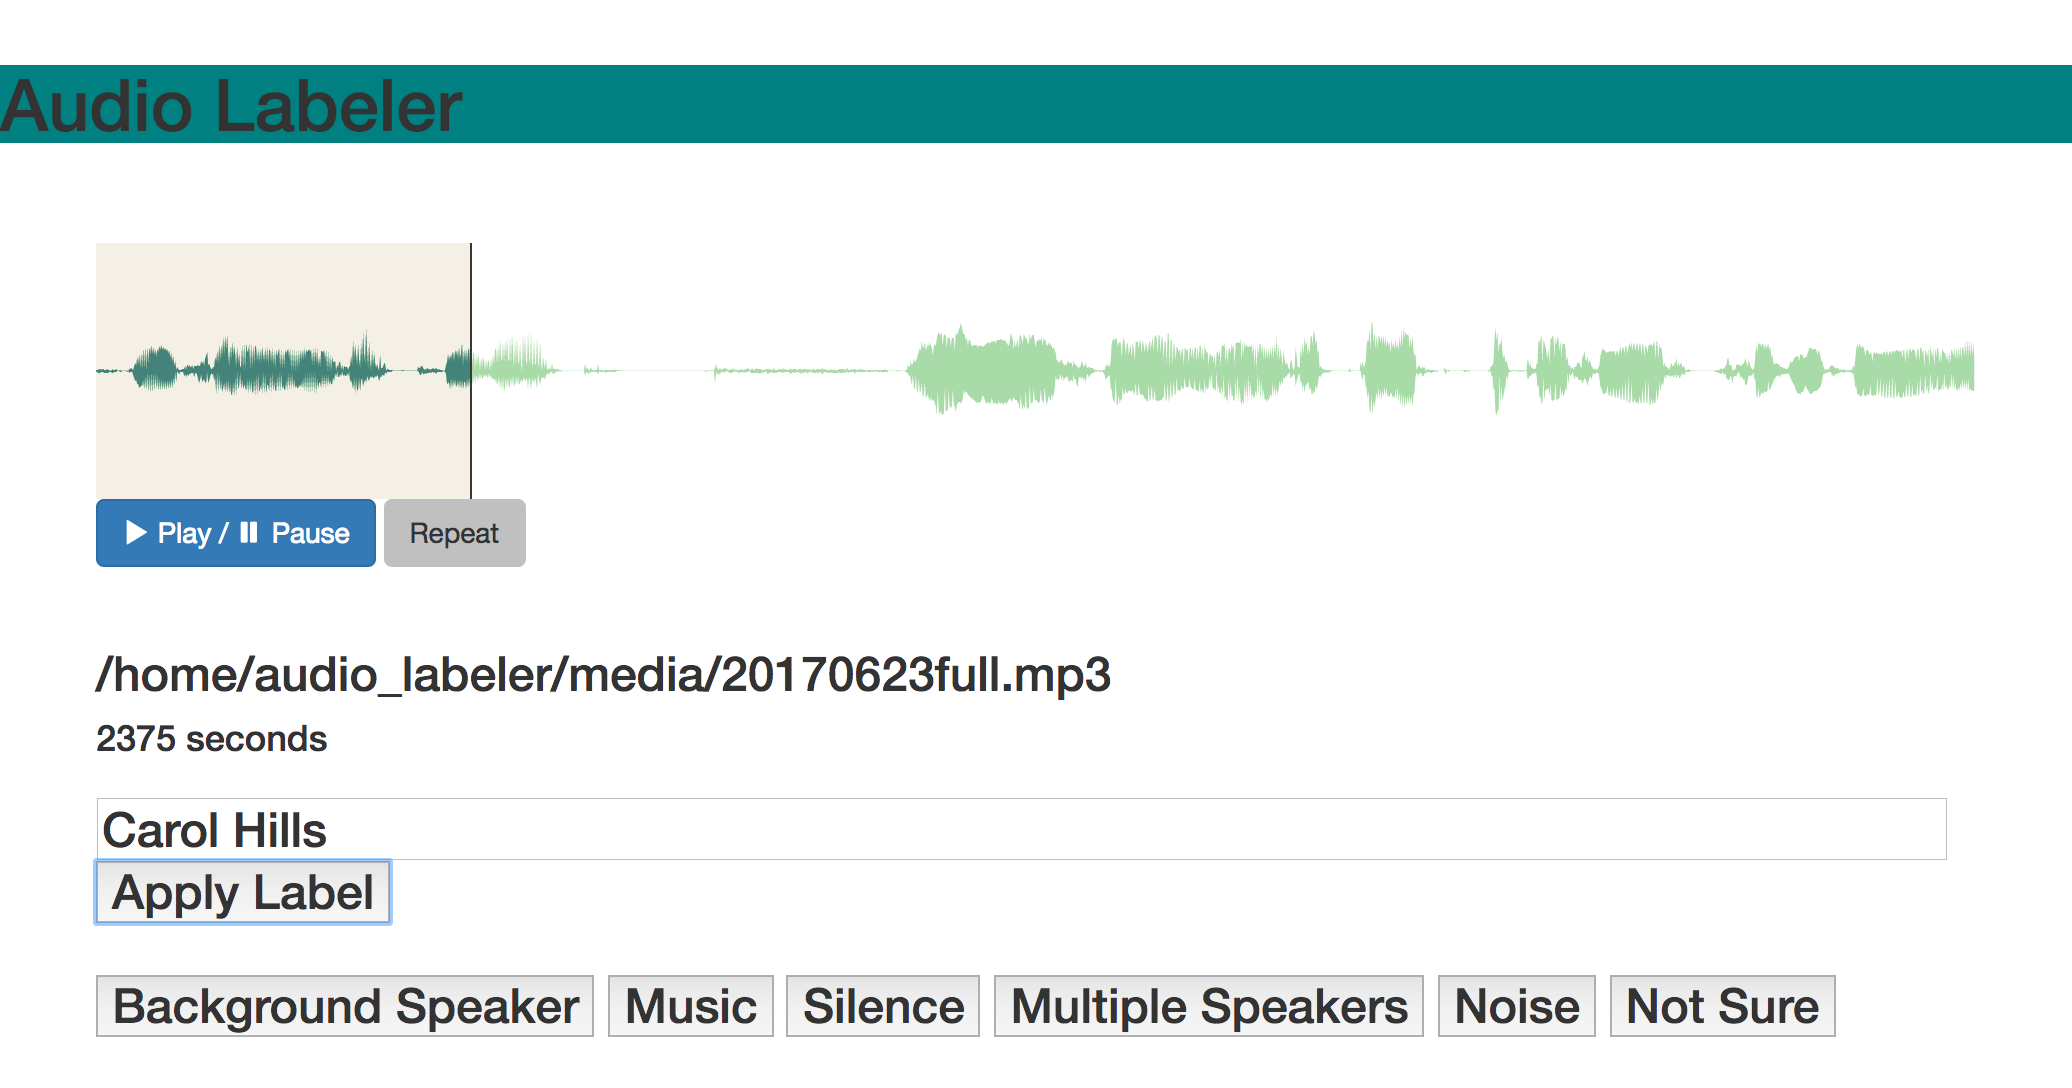 Audio Labeler
Play / Pause Repeat
/home/audio_labeler/media/20170623full.mp3
2375 seconds
Carol Hills
Apply Label
Background Speaker Music Silence Multiple Speakers Noise Not Sure